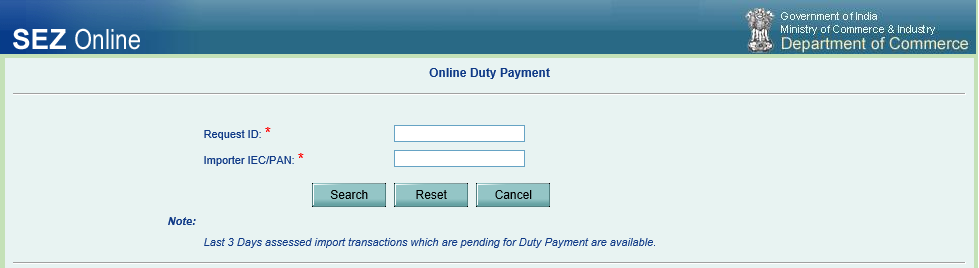 SEZ Online
Government of India
Ministry of Commerce & Industry
Department of Commerce
Online Duty Payment
Request ID: *
Importer IEC/PAN: *
Search Reset Cancel
Note:
Last 3 Days assessed import transactions which are pending for Duty Payment are available.